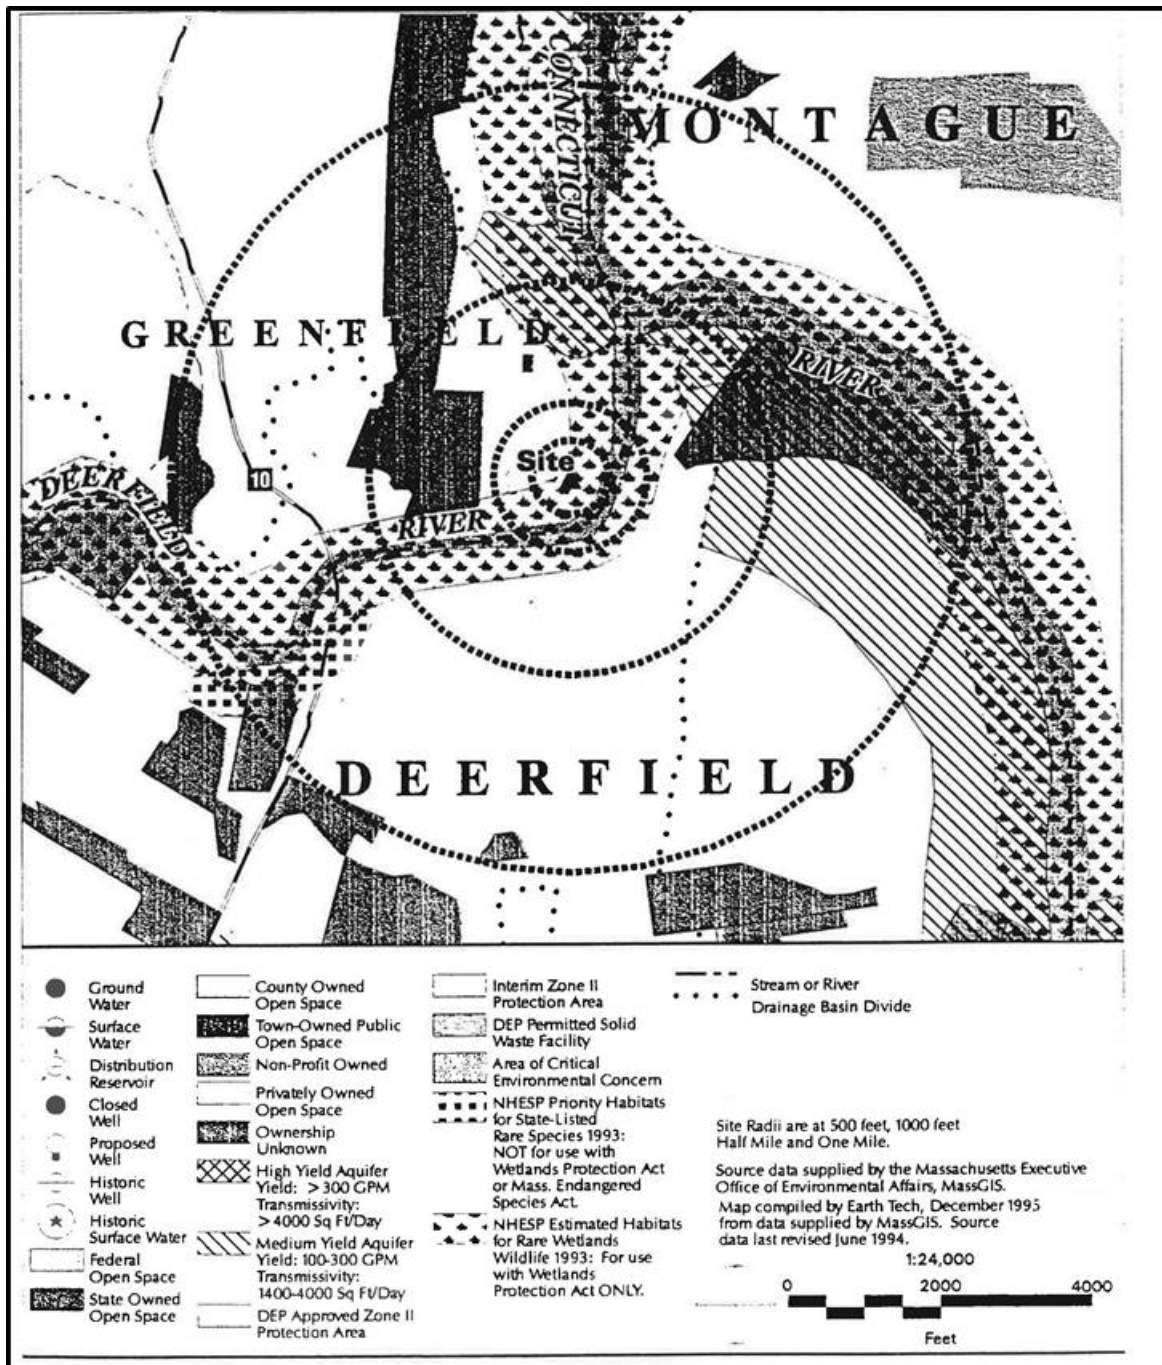 CONNECTICUT
MONTAGUE
GREENFIELD
RIVER
Site
10
DEERFIELD
RIVER
DEERFIELD
Ground
Water
Surface
Water
Distribution
Reservoir
Closed
Well
Proposed
Well
Historic
Well
Historic
Surface Water
Federal
Open Space
State Owned
Open Space
County Owned
Open Space
Town-Owned Public
Open Space
Non-Profit Owned
Privately Owned
Open Space
Ownership
Unknown
High Yield Aquifer
Yield: > 300 GPM
Transmissivity:
> 4000 Sq Ft/Day
Medium Yield Aquifer
Yield: 100-300 GPM
Transmissivity:
1400-4000 Sq Ft/Day
DEP Approved Zone II
Protection Area
Interim Zone II
Protection Area
DEP Permitted Solid
Waste Facility
Area of Critical
Environmental Concern
NHESP Priority Habitats
for State-Listed
Rare Species 1993:
NOT for use with
Wetlands Protection Act
or Mass. Endangered
Species Act.
NHESP Estimated Habitats
for Rare Wetlands
Wildlife 1993: For use
with Wetlands
Protection Act ONLY.
Stream or River
Drainage Basin Divide
Site Radii are at 500 feet, 1000 feet
Half Mile and One Mile.
Source data supplied by the Massachusetts Executive
Office of Environmental Affairs, MassGIS.
Map compiled by Earth Tech, December 1995
from data supplied by MassGIS. Source
data last revised June 1994.
1:24,000
0 2000 4000
Feet